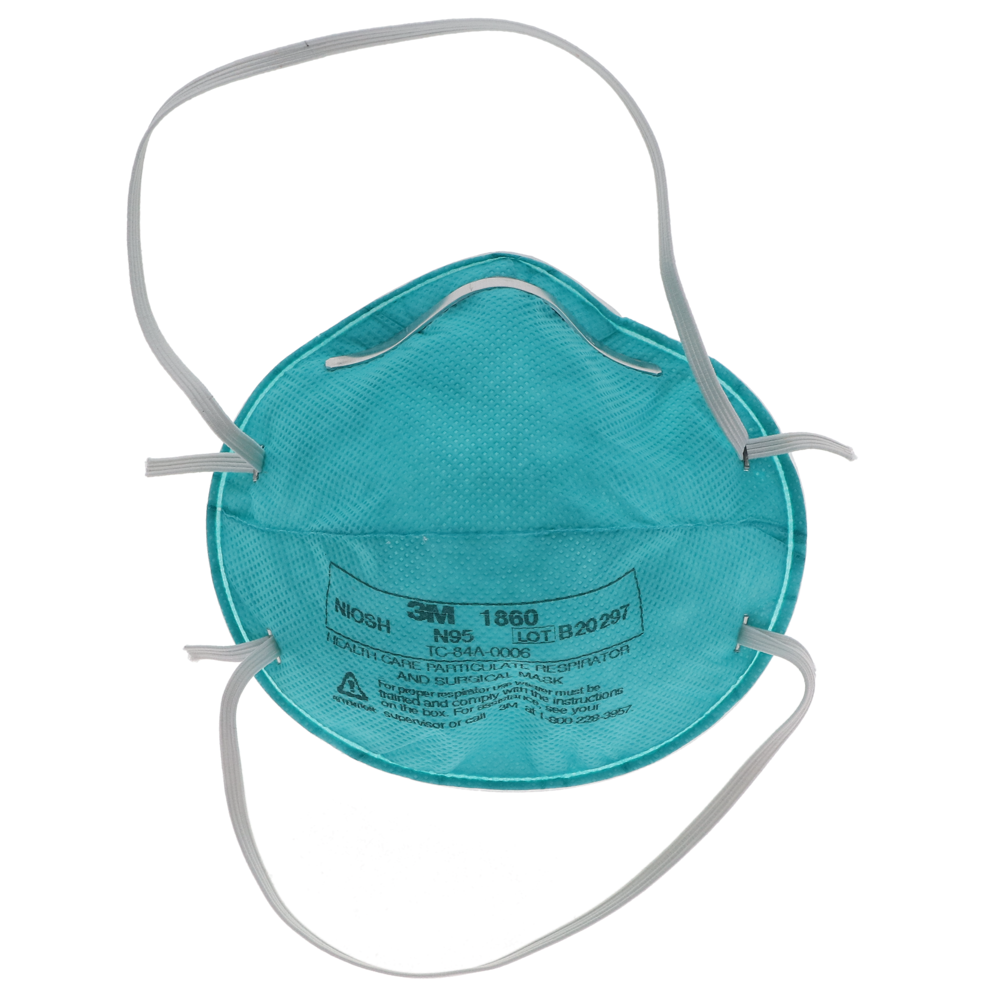 NIOSH 3M 1860
N95 LOT B20297
TC-84A-0006
HEALTH CARE PARTICULATE RESPIRATOR
AND SURGICAL MASK
ATTENTION
For proper respirator use wearer must be
trained and comply with the instructions
on the box. For assistance, see your
supervisor or call 3M at 1-800-228-3957.